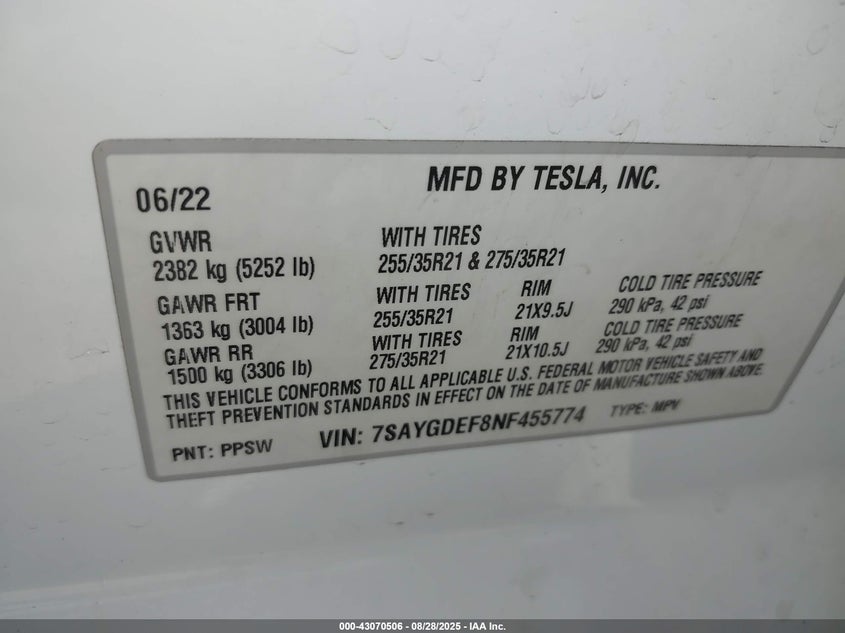 06/22
MFD BY TESLA, INC.
GVWR
2382 kg (5252 lb)
WITH TIRES
255/35R21 & 275/35R21
GAWR FRT
1363 kg (3004 lb)
WITH TIRES
255/35R21
RIM
21X9.5J
COLD TIRE PRESSURE
290 kPa, 42 psi
GAWR RR
1500 kg (3306 lb)
WITH TIRES
275/35R21
RIM
21X10.5J
COLD TIRE PRESSURE
290 kPa, 42 psi
THIS VEHICLE CONFORMS TO ALL APPLICABLE U.S. FEDERAL MOTOR VEHICLE SAFETY AND
THEFT PREVENTION STANDARDS IN EFFECT ON THE DATE OF MANUFACTURE SHOWN ABOVE.
PNT: PPSW
VIN: 7SAYGDEF8NF455774
TYPE: MPV
000-43070506 - 08/28/2025 - IAA Inc.